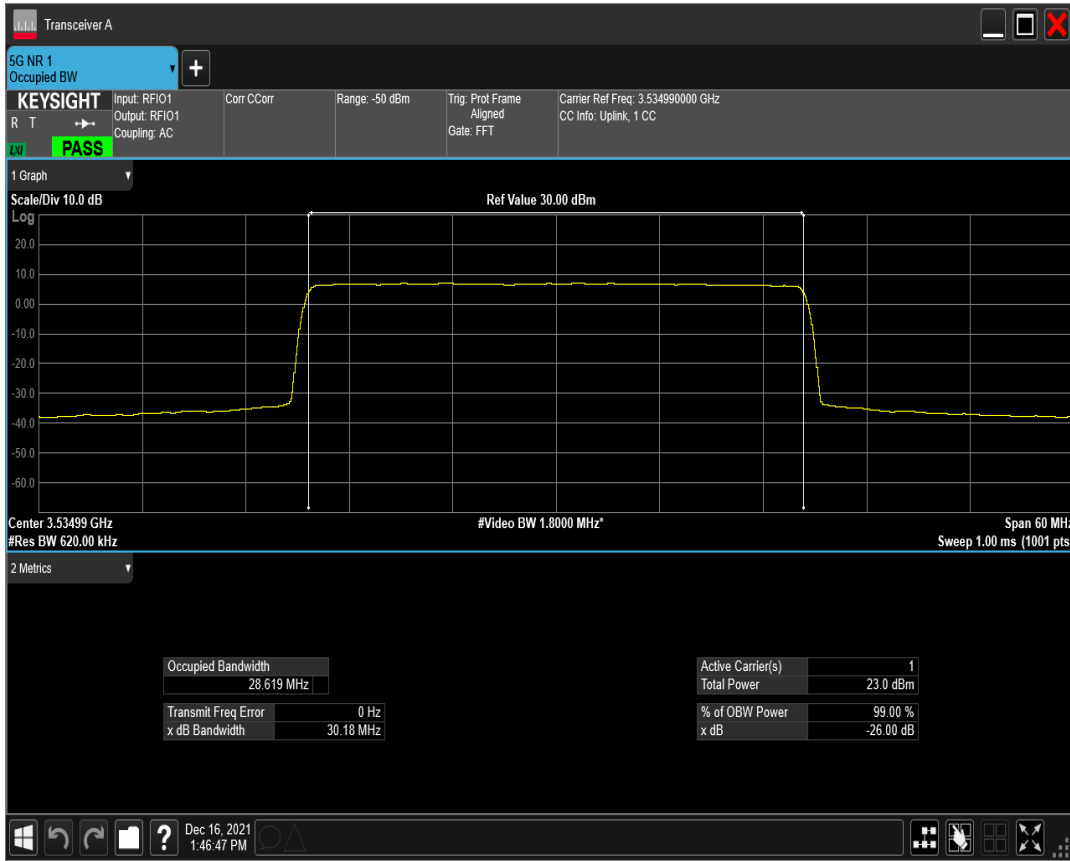 Transceiver A
5G NR 1
Occupied BW
KEYSIGHT
R T
LXI
PASS
Input: RFIO1
Output: RFIO1
Coupling: AC
Corr CCorr
Range: -50 dBm
Trig: Prot Frame
Aligned
Gate: FFT
Carrier Ref Freq: 3.534990000 GHz
CC Info: Uplink, 1 CC
1 Graph
Scale/Div 10.0 dB
Ref Value 30.00 dBm
Log
20.0
10.0
0.00
-10.0
-20.0
-30.0
-40.0
-50.0
-60.0
Center 3.53499 GHz
#Video BW 1.8000 MHz*
Span 60 MHz
#Res BW 620.00 kHz
Sweep 1.00 ms (1001 pts
2 Metrics
Occupied Bandwidth
28.619 MHz
Transmit Freq Error 0 Hz
x dB Bandwidth 30.18 MHz
Active Carrier(s) 1
Total Power 23.0 dBm
% of OBW Power 99.00 %
x dB -26.00 dB
?
Dec 16, 2021
1:46:47 PM